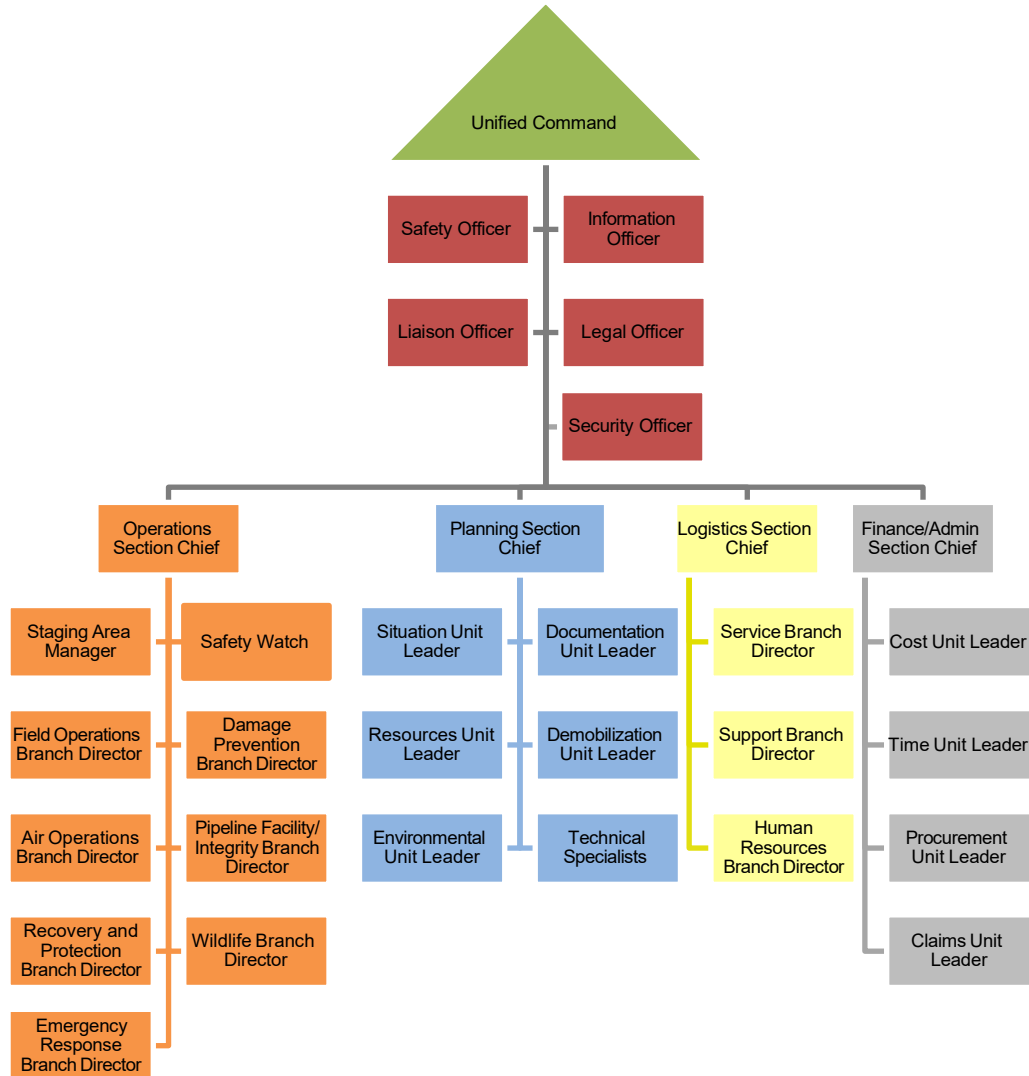 Unified Command
Safety Officer
Information
Officer
Liaison Officer
Legal Officer
Security Officer
Operations
Section Chief
Planning Section
Chief
Logistics Section
Chief
Finance/Admin
Section Chief
Staging Area
Manager
Safety Watch
Situation Unit
Leader
Documentation
Unit Leader
Service Branch
Director
Cost Unit Leader
Field Operations
Branch Director
Damage
Prevention
Branch Director
Resources Unit
Leader
Demobilization
Unit Leader
Support Branch
Director
Time Unit Leader
Air Operations
Branch Director
Pipeline Facility/
Integrity Branch
Director
Environmental
Unit Leader
Technical
Specialists
Human
Resources
Branch Director
Procurement
Unit Leader
Recovery and
Protection
Branch Director
Wildlife Branch
Director
Claims Unit
Leader
Emergency
Response
Branch Director